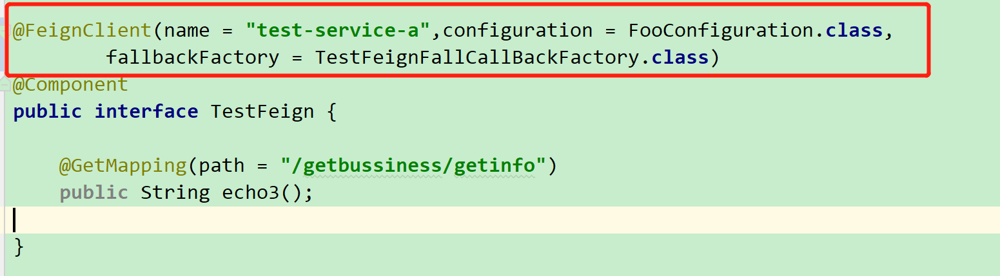 @FeignClient(name = "test-service-a",configuration = FooConfiguration.class,
        fallbackFactory = TestFeignFallCallBackFactory.class)
@Component
public interface TestFeign {
    @GetMapping(path = "/getbussiness/getinfo")
    public String echo3();
}